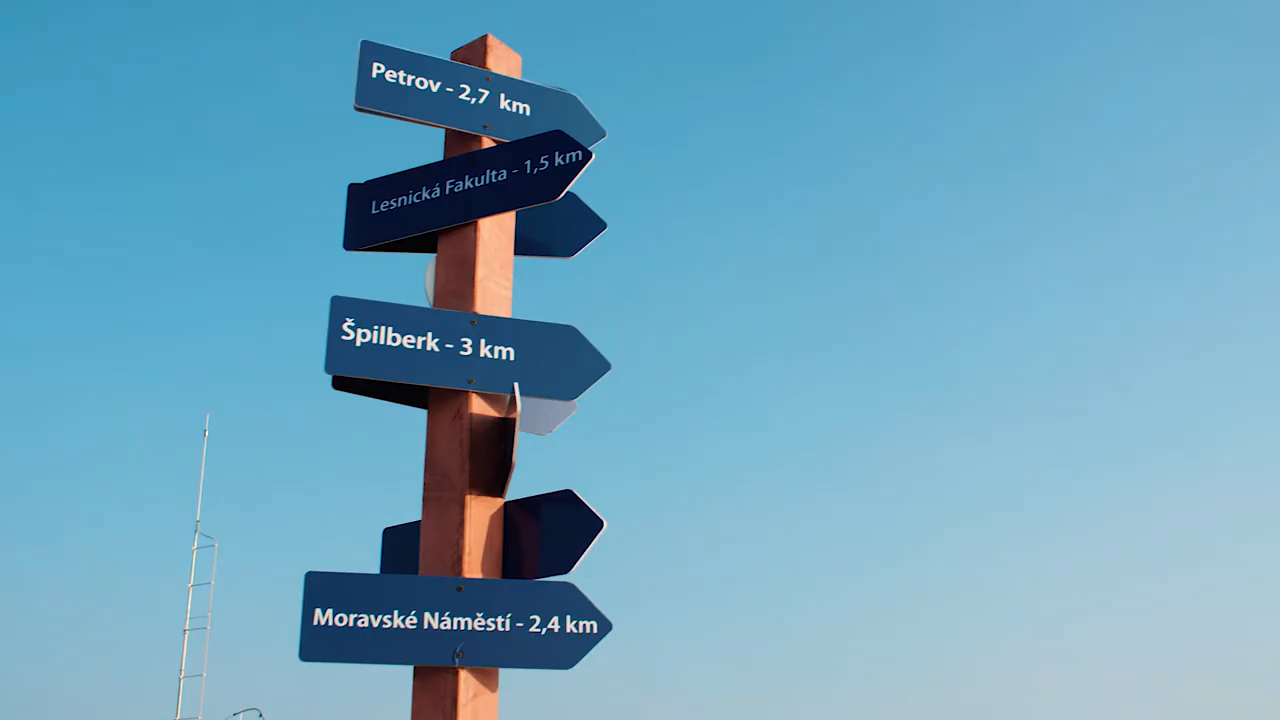 Petrov - 2,7 km
Lesnická Fakulta - 1,5 km
Špilberk - 3 km
Moravské Náměstí - 2,4 km